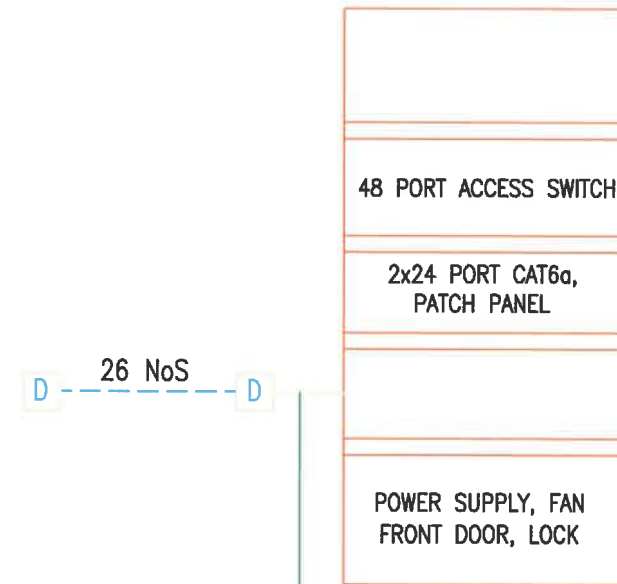 48 PORT ACCESS SWITCH
2x24 PORT CAT6a,
PATCH PANEL
26 NoS
D D
POWER SUPPLY, FAN
FRONT DOOR, LOCK